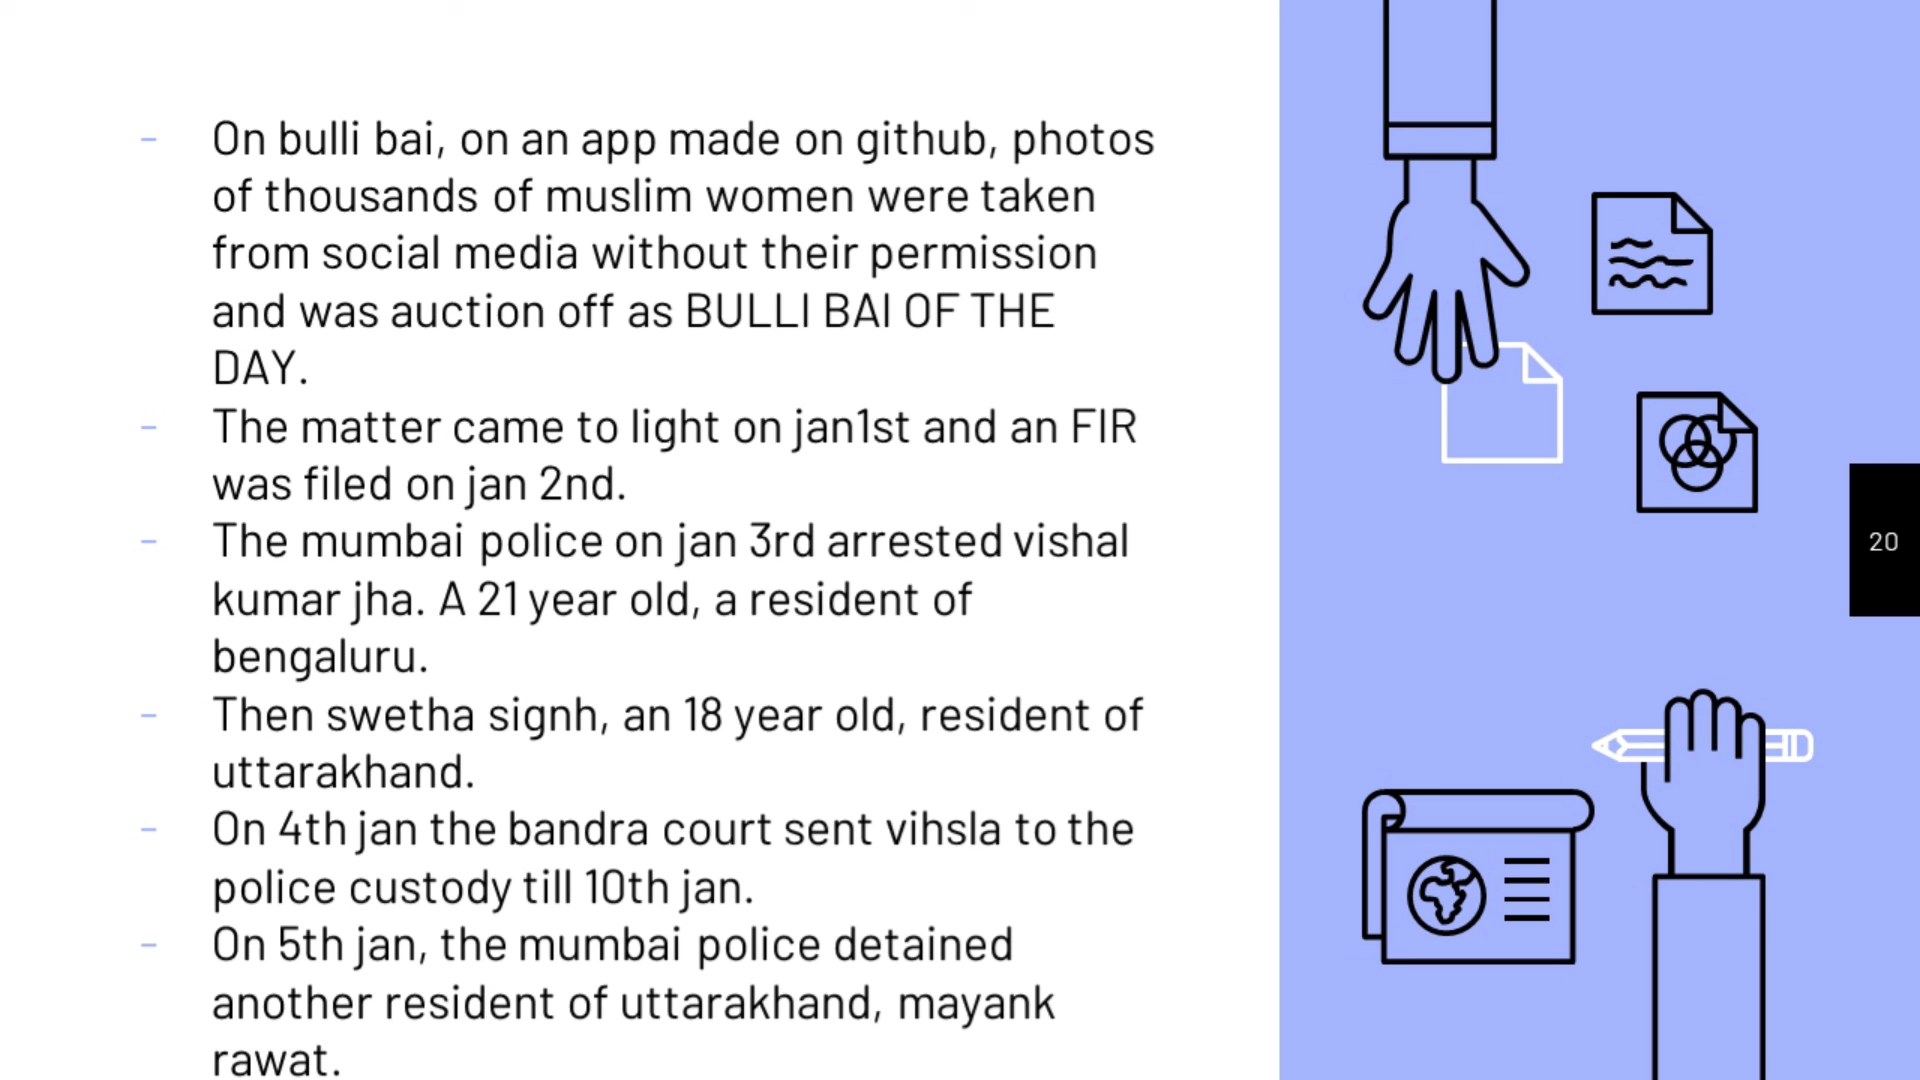 - On bulli bai, on an app made on github, photos
of thousands of muslim women were taken
from social media without their permission
and was auction off as BULLI BAI OF THE
DAY.
- The matter came to light on jan1st and an FIR
was filed on jan 2nd.
- The mumbai police on jan 3rd arrested vishal
kumar jha. A 21 year old, a resident of
bengaluru.
- Then swetha signh, an 18 year old, resident of
uttarakhand.
- On 4th jan the bandra court sent vihsla to the
police custody till 10th jan.
- On 5th jan, the mumbai police detained
another resident of uttarakhand, mayank
rawat.
20